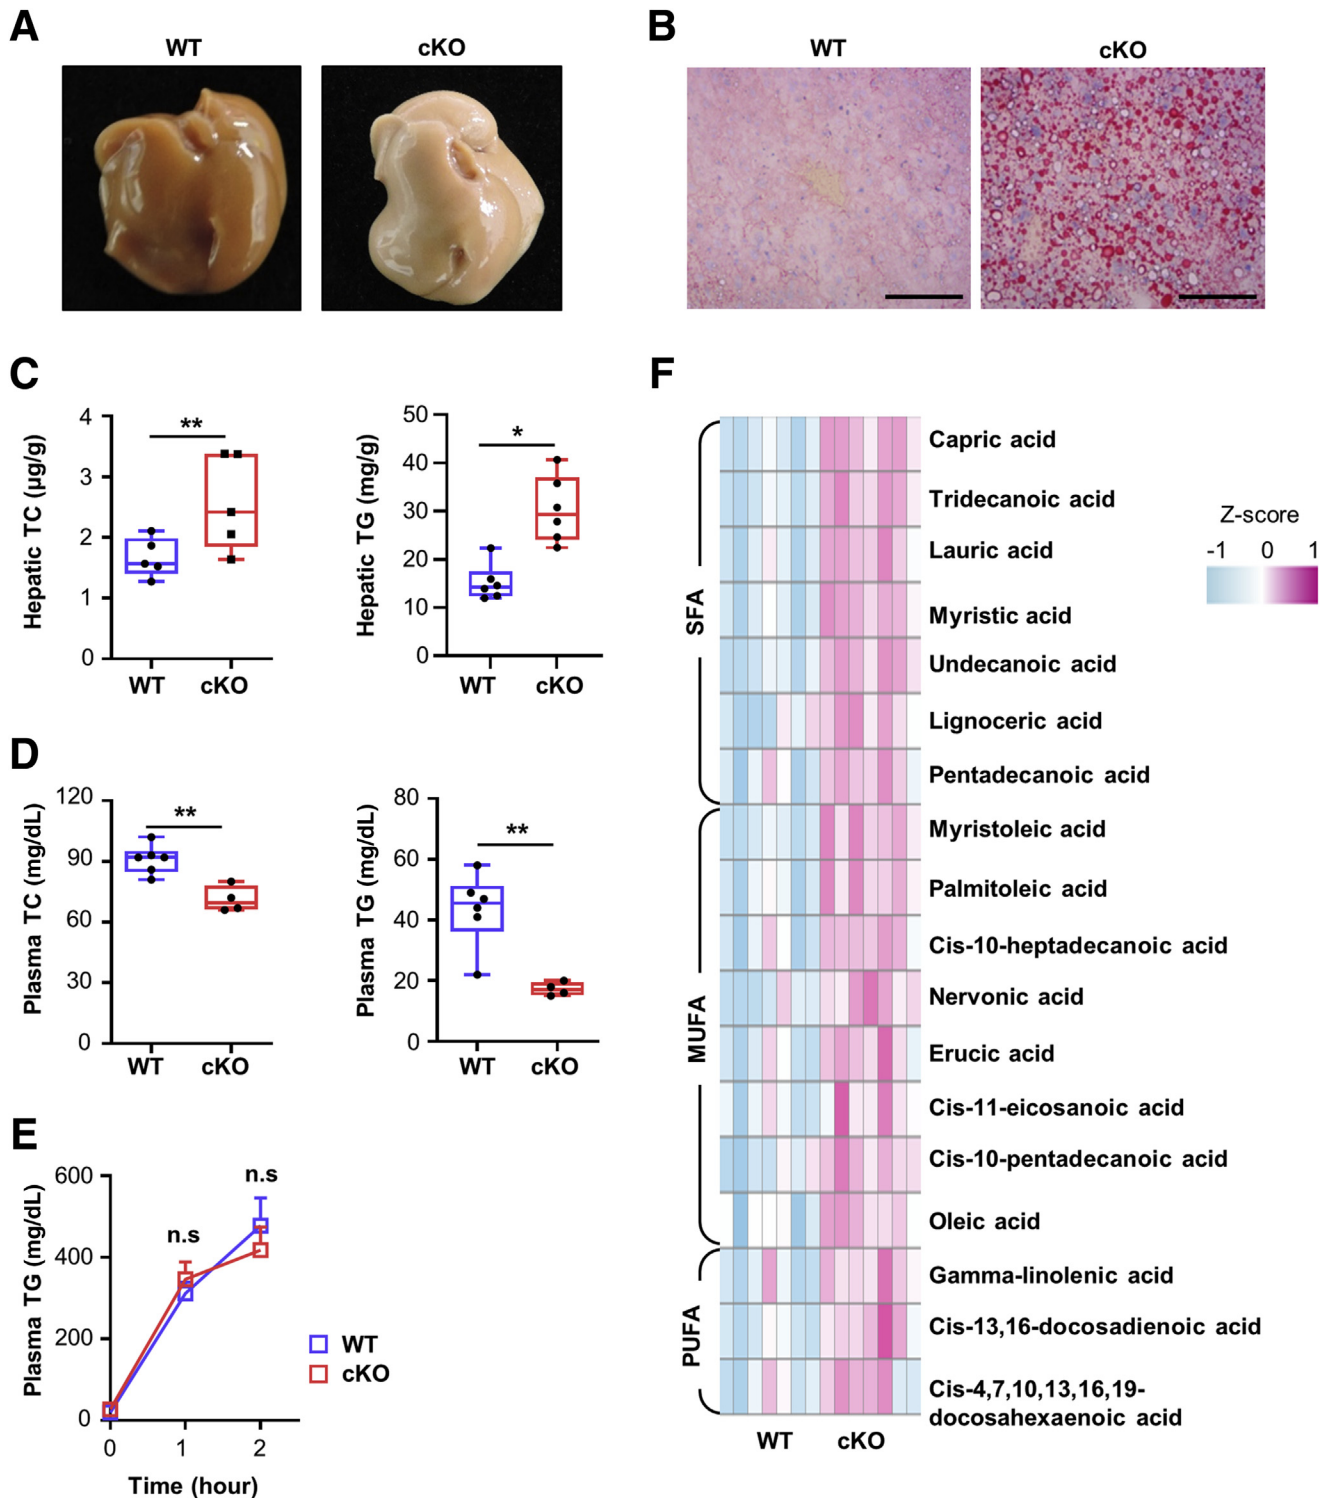 A
WT
cKO
B
WT
cKO
C
Hepatic TC (µg/g)
4
3
2
1
0
**
WT
cKO
Hepatic TG (mg/g)
50
40
30
20
10
0
*
WT
cKO
D
Plasma TC (mg/dL)
120
90
60
30
0
**
WT
cKO
Plasma TG (mg/dL)
80
60
40
20
0
**
WT
cKO
E
Plasma TG (mg/dL)
600
400
200
0
n.s
n.s
0
1
2
Time (hour)
WT
cKO
F
SFA
MUFA
PUFA
Capric acid
Tridecanoic acid
Lauric acid
Myristic acid
Undecanoic acid
Lignoceric acid
Pentadecanoic acid
Myristoleic acid
Palmitoleic acid
Cis-10-heptadecanoic acid
Nervonic acid
Erucic acid
Cis-11-eicosanoic acid
Cis-10-pentadecanoic acid
Oleic acid
Gamma-linolenic acid
Cis-13,16-docosadienoic acid
Cis-4,7,10,13,16,19-
docosahexaenoic acid
WT
cKO
Z-score
-1 0 1